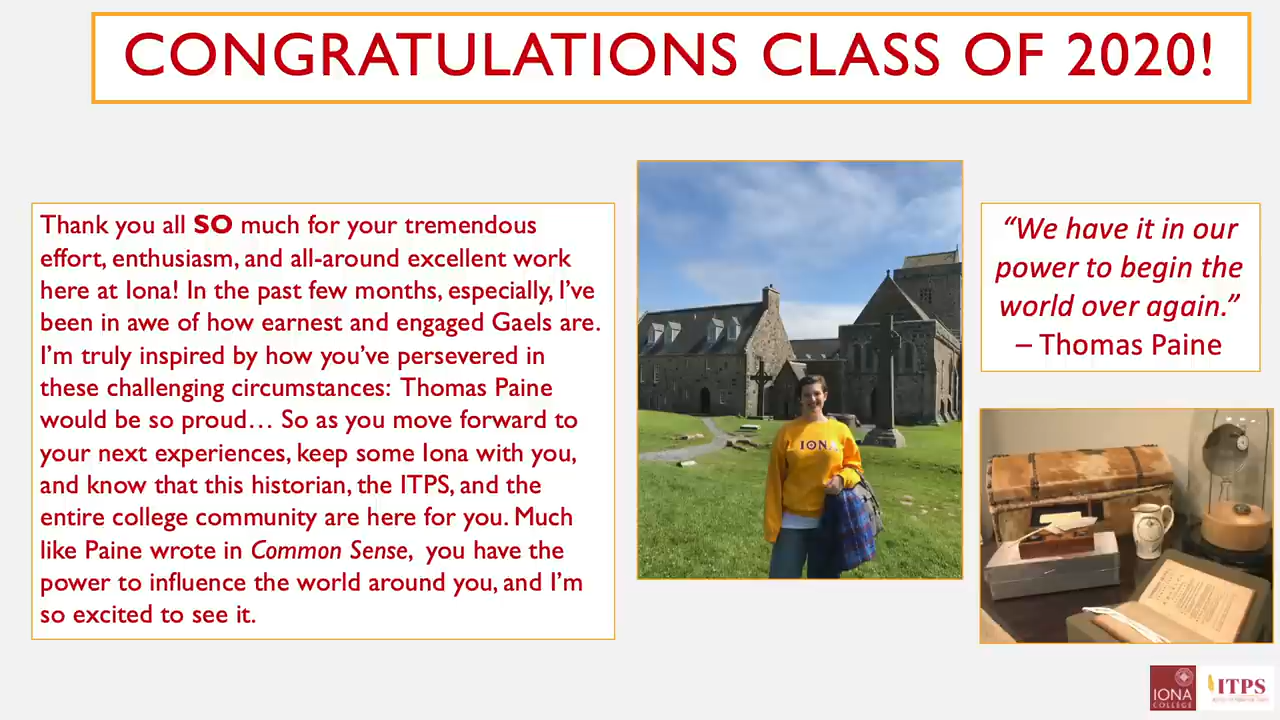 CONGRATULATIONS CLASS OF 2020!
Thank you all SO much for your tremendous
effort, enthusiasm, and all-around excellent work
here at Iona! In the past few months, especially, I’ve
been in awe of how earnest and engaged Gaels are.
I’m truly inspired by how you’ve persevered in
these challenging circumstances: Thomas Paine
would be so proud… So as you move forward to
your next experiences, keep some Iona with you,
and know that this historian, the ITPS, and the
entire college community are here for you. Much
like Paine wrote in Common Sense, you have the
power to influence the world around you, and I’m
so excited to see it.
IONA
“We have it in our
power to begin the
world over again.”
– Thomas Paine
IONA
COLLEGE
ITPS